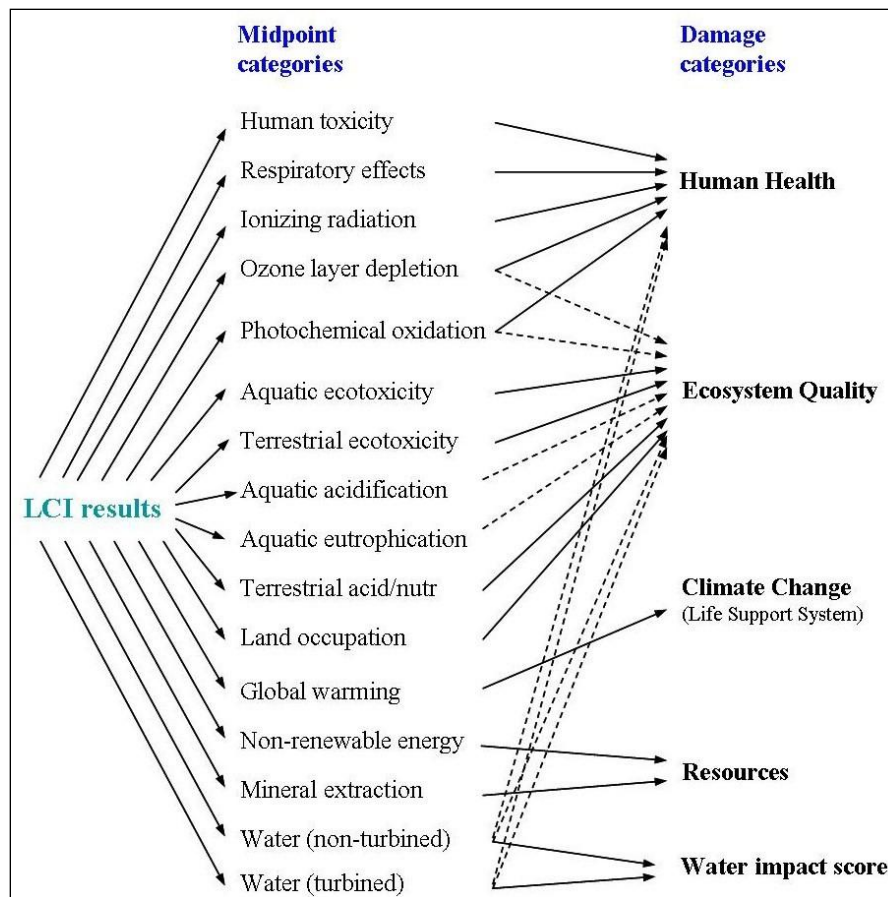 Midpoint
categories
Damage
categories
Human toxicity
Respiratory effects
Human Health
Ionizing radiation
Ozone layer depletion
Photochemical oxidation
Aquatic ecotoxicity
Ecosystem Quality
Terrestrial ecotoxicity
Aquatic acidification
LCI results
Aquatic eutrophication
Terrestrial acid/nutr
Climate Change
(Life Support System)
Land occupation
Global warming
Non-renewable energy
Resources
Mineral extraction
Water (non-turbined)
Water impact score
Water (turbined)